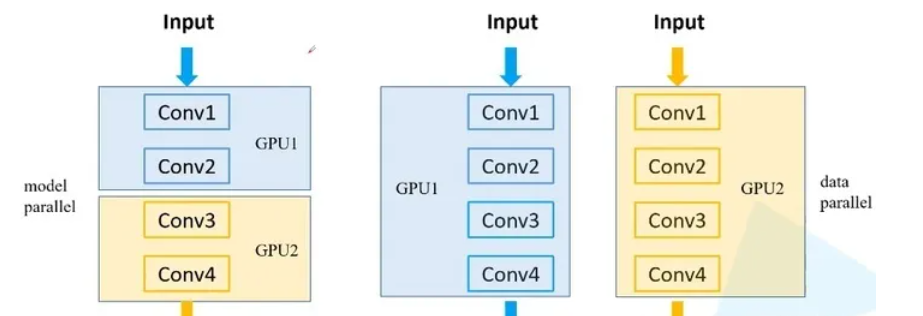 Input
Conv1
Conv2
GPU1
model
parallel
Conv3
Conv4
GPU2
Input
GPU1
Conv1
Conv2
Conv3
Conv4
Input
Conv1
Conv2
Conv3
Conv4
GPU2
data
parallel